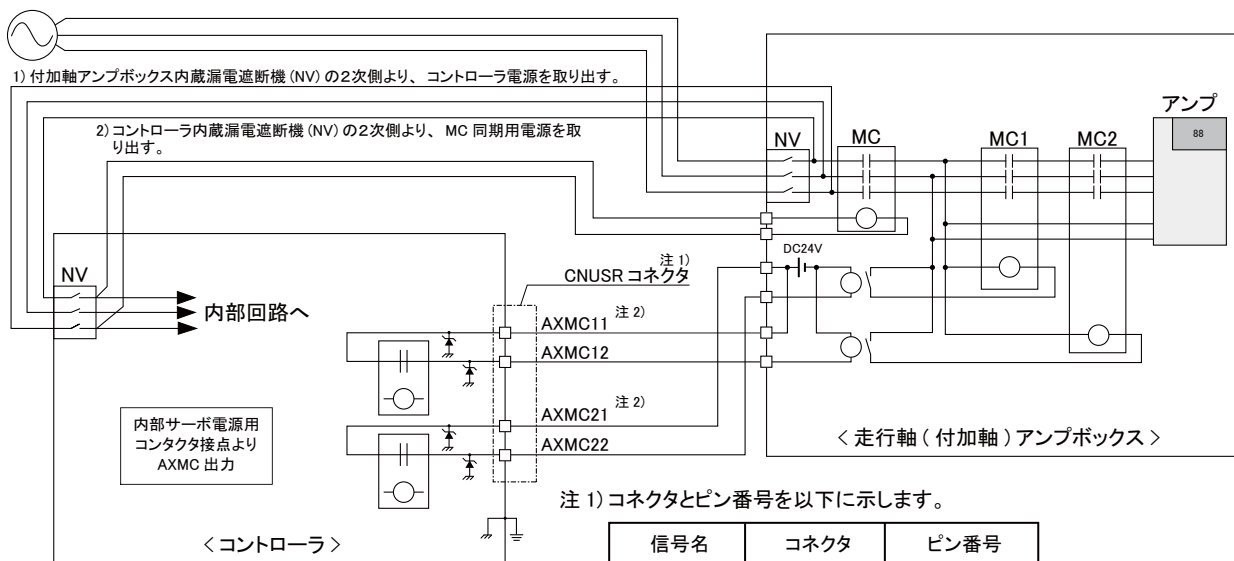 1) 付加軸アンプボックス内蔵漏電遮断機 (NV) の2次側より、コントローラ電源を取り出す。
アンプ
88
2) コントローラ内蔵漏電遮断機 (NV) の2次側より、MC 同期用電源を取
り出す。
NV
MC
MC1
MC2
DC24V
注 1)
CNUSR コネクタ
NV
内部回路へ
AXMC11 注 2)
AXMC12
AXMC21 注 2)
AXMC22
内部サーボ電源用
コンタクタ接点より
AXMC 出力
< 走行軸 ( 付加軸 ) アンプボックス >
注 1) コネクタとピン番号を以下に示します。
< コントローラ >
信号名 コネクタ ピン番号